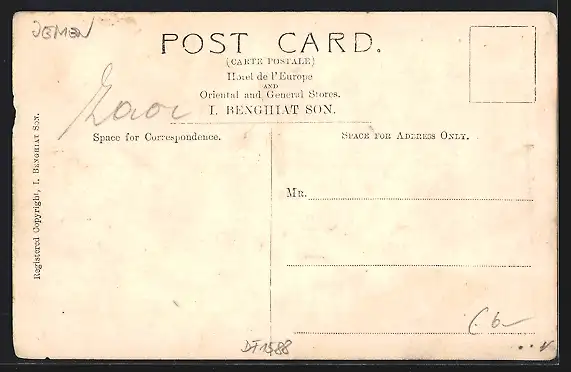 JEMEN
POST CARD.
(CARTE POSTALE)
Hotel de l'Europe
AND
Oriental and General Stores.
I. BENGHIAT SON.
Space for Correspondence.
SPACE FOR ADDRESS ONLY.
Registered Copyright, I. BENGHIAT SON.
MR.